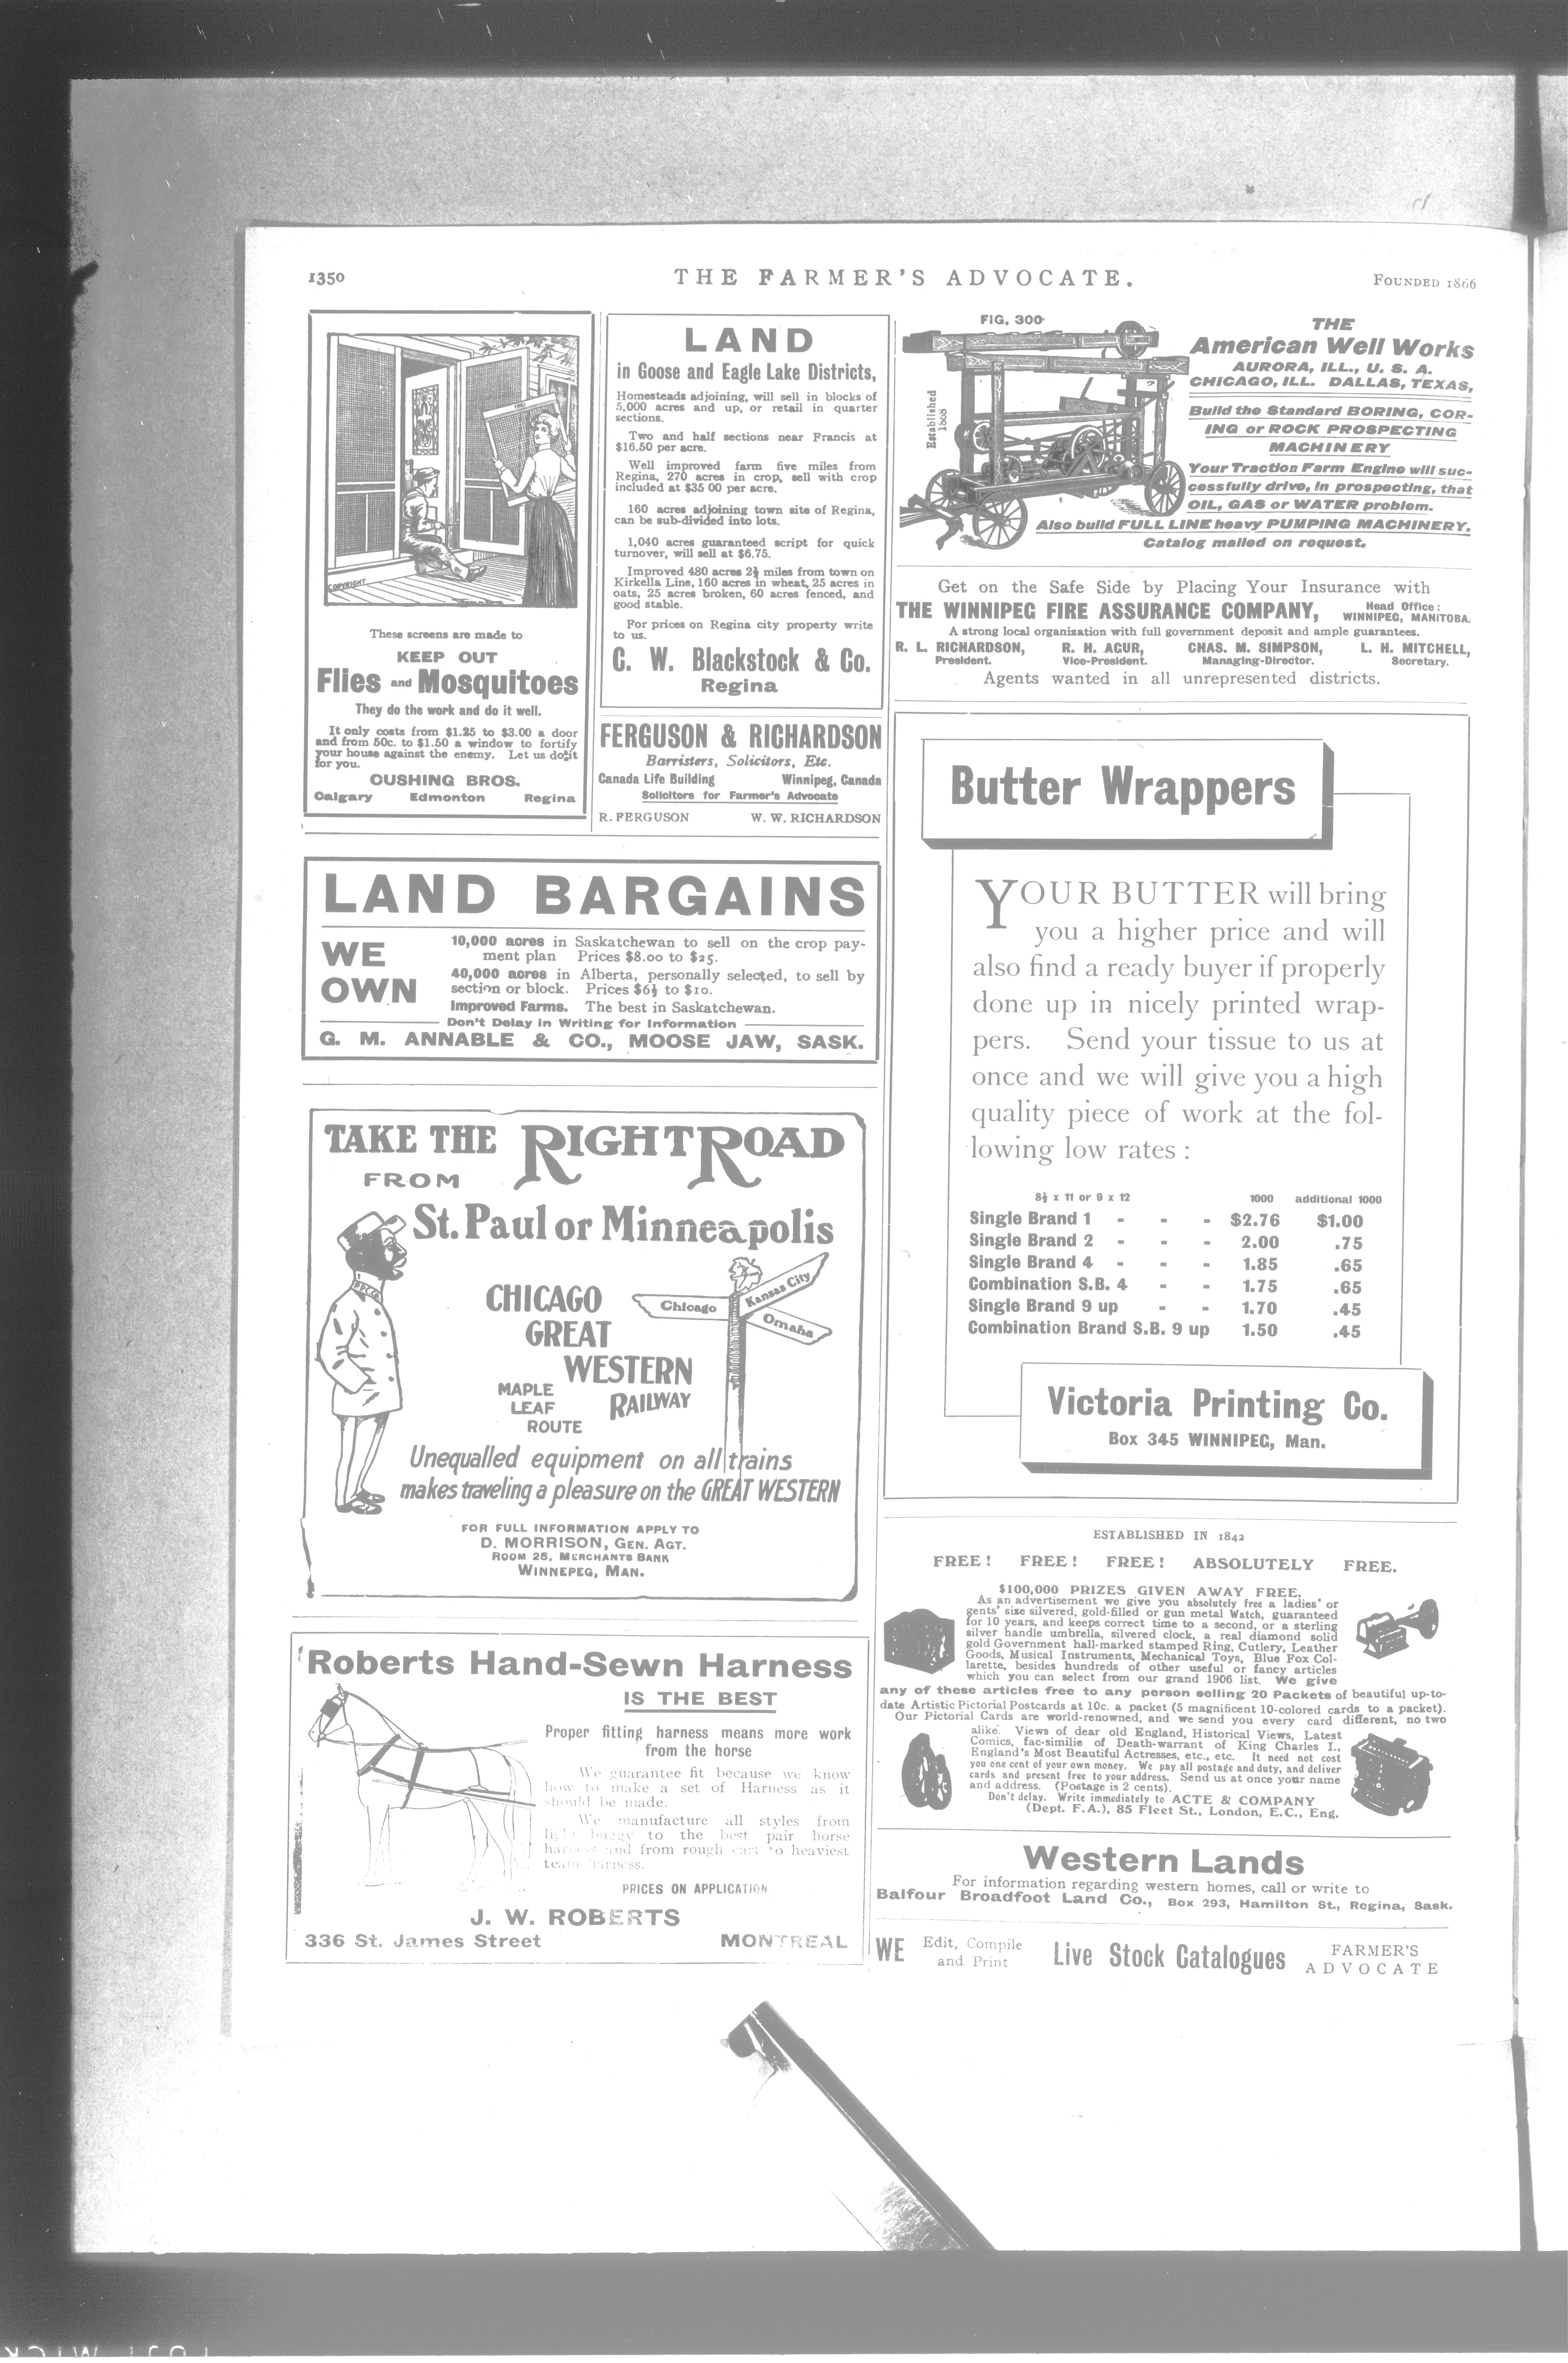 1350
THE FARMER'S ADVOCATE.
FOUNDED 1866
COPYRIGHT
These screens are made to
KEEP OUT
Flies and Mosquitoes
They do the work and do it well.
It only costs from $1.25 to $3.00 a door
and from 50c. to $1.50 a window to fortify
your house against the enemy. Let us do it
for you.
CUSHING BROS.
Calgary Edmonton Regina
LAND
in Goose and Eagle Lake Districts,
Homesteads adjoining, will sell in blocks of
5,000 acres and up, or retail in quarter
sections.
Two and half sections near Francis at
$16.50 per acre.
Well improved farm five miles from
Regina, 270 acres in crop, sell with crop
included at $35 00 per acre.
160 acres adjoining town site of Regina,
can be sub-divided into lots.
1,040 acres guaranteed script for quick
turnover, will sell at $6.75.
Improved 480 acres 2½ miles from town on
Kirkella Line, 160 acres in wheat, 25 acres in
oats, 25 acres broken, 60 acres fenced, and
good stable.
For prices on Regina city property write
to us.
C. W. Blackstock & Co.
Regina
FERGUSON & RICHARDSON
Barristers, Solicitors, Etc.
Canada Life Building Winnipeg, Canada
Solicitors for Farmer's Advocate
R. FERGUSON W. W. RICHARDSON
LAND BARGAINS
WE
OWN
10,000 acres in Saskatchewan to sell on the crop pay-
ment plan Prices $8.00 to $25.
40,000 acres in Alberta, personally selected, to sell by
section or block. Prices $6½ to $10.
Improved Farms. The best in Saskatchewan.
Don't Delay in Writing for Information
G. M. ANNABLE & CO., MOOSE JAW, SASK.
TAKE THE RIGHT ROAD
FROM
St. Paul or Minneapolis
CHICAGO
GREAT
WESTERN
RAILWAY
MAPLE
LEAF
ROUTE
Chicago
Kansas City
Omaha
Unequalled equipment on all trains
makes traveling a pleasure on the GREAT WESTERN
FOR FULL INFORMATION APPLY TO
D. MORRISON, GEN. AGT.
ROOM 25, MERCHANTS BANK
WINNEPEG, MAN.
Roberts Hand-Sewn Harness
IS THE BEST
Proper fitting harness means more work
from the horse
We guarantee fit because we know
how to make a set of Harness as it
should be made.
We manufacture all styles from
light buggy to the best pair horse
harness and from rough cart to heaviest
team harness.
PRICES ON APPLICATION
J. W. ROBERTS
336 St. James Street MONTREAL
FIG. 300
Established
1868
THE
American Well Works
AURORA, ILL., U. S. A.
CHICAGO, ILL. DALLAS, TEXAS,
Build the Standard BORING, COR-
ING or ROCK PROSPECTING
MACHINERY
Your Traction Farm Engine will suc-
cessfully drive, in prospecting, that
OIL, GAS or WATER problem.
Also build FULL LINE heavy PUMPING MACHINERY.
Catalog mailed on request.
Get on the Safe Side by Placing Your Insurance with
THE WINNIPEG FIRE ASSURANCE COMPANY, Head Office:
WINNIPEG, MANITOBA.
A strong local organization with full government deposit and ample guarantees.
R. L. RICHARDSON, R. H. AGUR, CHAS. M. SIMPSON, L. H. MITCHELL,
President. Vice-President. Managing-Director. Secretary.
Agents wanted in all unrepresented districts.
Butter Wrappers
YOUR BUTTER will bring
you a higher price and will
also find a ready buyer if properly
done up in nicely printed wrap-
pers. Send your tissue to us at
once and we will give you a high
quality piece of work at the fol-
lowing low rates :
8½ x 11 or 9 x 12 1000 additional 1000
Single Brand 1 - - - $2.76 $1.00
Single Brand 2 - - - 2.00 .75
Single Brand 4 - - - 1.85 .65
Combination S.B. 4 - - 1.75 .65
Single Brand 9 up - - 1.70 .45
Combination Brand S.B. 9 up 1.50 .45
Victoria Printing Co.
Box 345 WINNIPEG, Man.
ESTABLISHED IN 1842
FREE! FREE! FREE! ABSOLUTELY FREE.
$100,000 PRIZES GIVEN AWAY FREE.
As an advertisement we give you absolutely free a ladies' or
gents' size silvered, gold-filled or gun metal Watch, guaranteed
for 10 years, and keeps correct time to a second, or a sterling
silver handle umbrella, silvered clock, a real diamond solid
gold Government hall-marked stamped Ring, Cutlery, Leather
Goods, Musical Instruments, Mechanical Toys, Blue Fox Col-
larette, besides hundreds of other useful or fancy articles
which you can select from our grand 1906 list. We give
any of these articles free to any person selling 20 Packets of beautiful up-to-
date Artistic Pictorial Postcards at 10c. a packet (5 magnificent 10-colored cards to a packet).
Our Pictorial Cards are world-renowned, and we send you every card different, no two
alike. Views of dear old England, Historical Views, Latest
Comics, fac-similie of Death-warrant of King Charles I.,
England's Most Beautiful Actresses, etc., etc. It need not cost
you one cent of your own money. We pay all postage and duty, and deliver
cards and present free to your address. Send us at once your name
and address. (Postage is 2 cents).
Don't delay. Write immediately to ACTE & COMPANY
(Dept. F.A.), 85 Fleet St., London, E.C., Eng.
Western Lands
For information regarding western homes, call or write to
Balfour Broadfoot Land Co., Box 293, Hamilton St., Regina, Sask.
WE Edit, Compile
and Print Live Stock Catalogues FARMER'S
ADVOCATE